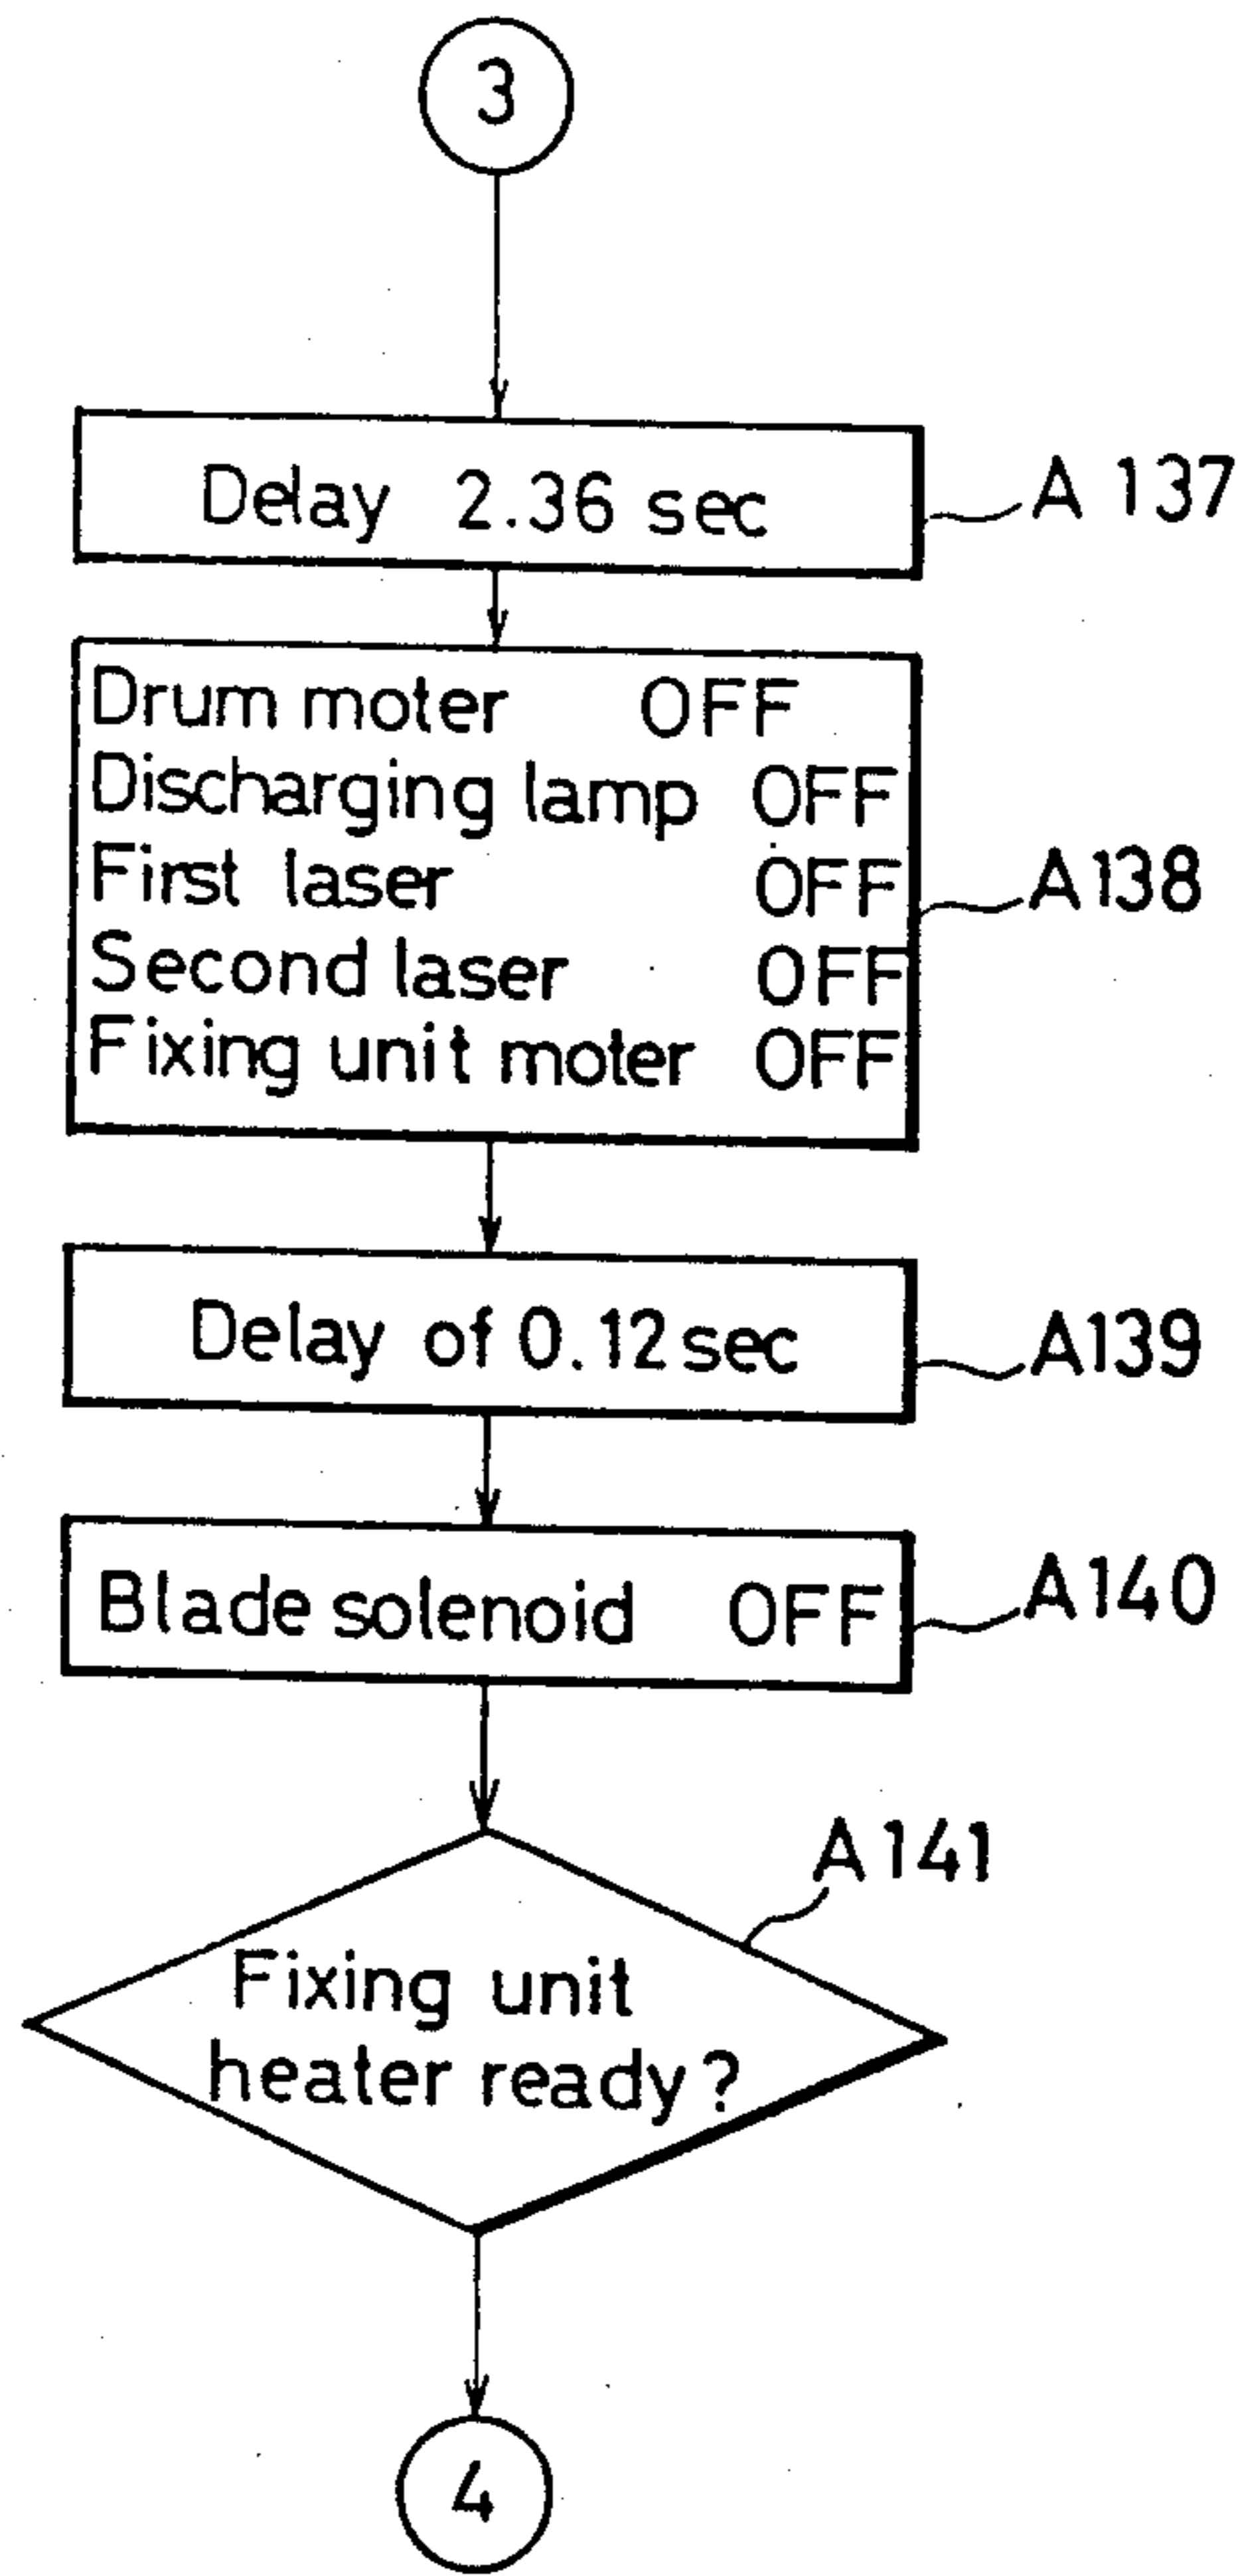 3
Delay 2.36 sec
A 137
Drum moter OFF
Discharging lamp OFF
First laser OFF
Second laser OFF
Fixing unit moter OFF
A138
Delay of 0.12 sec
A139
Blade solenoid OFF
A140
A141
Fixing unit
heater ready?
4